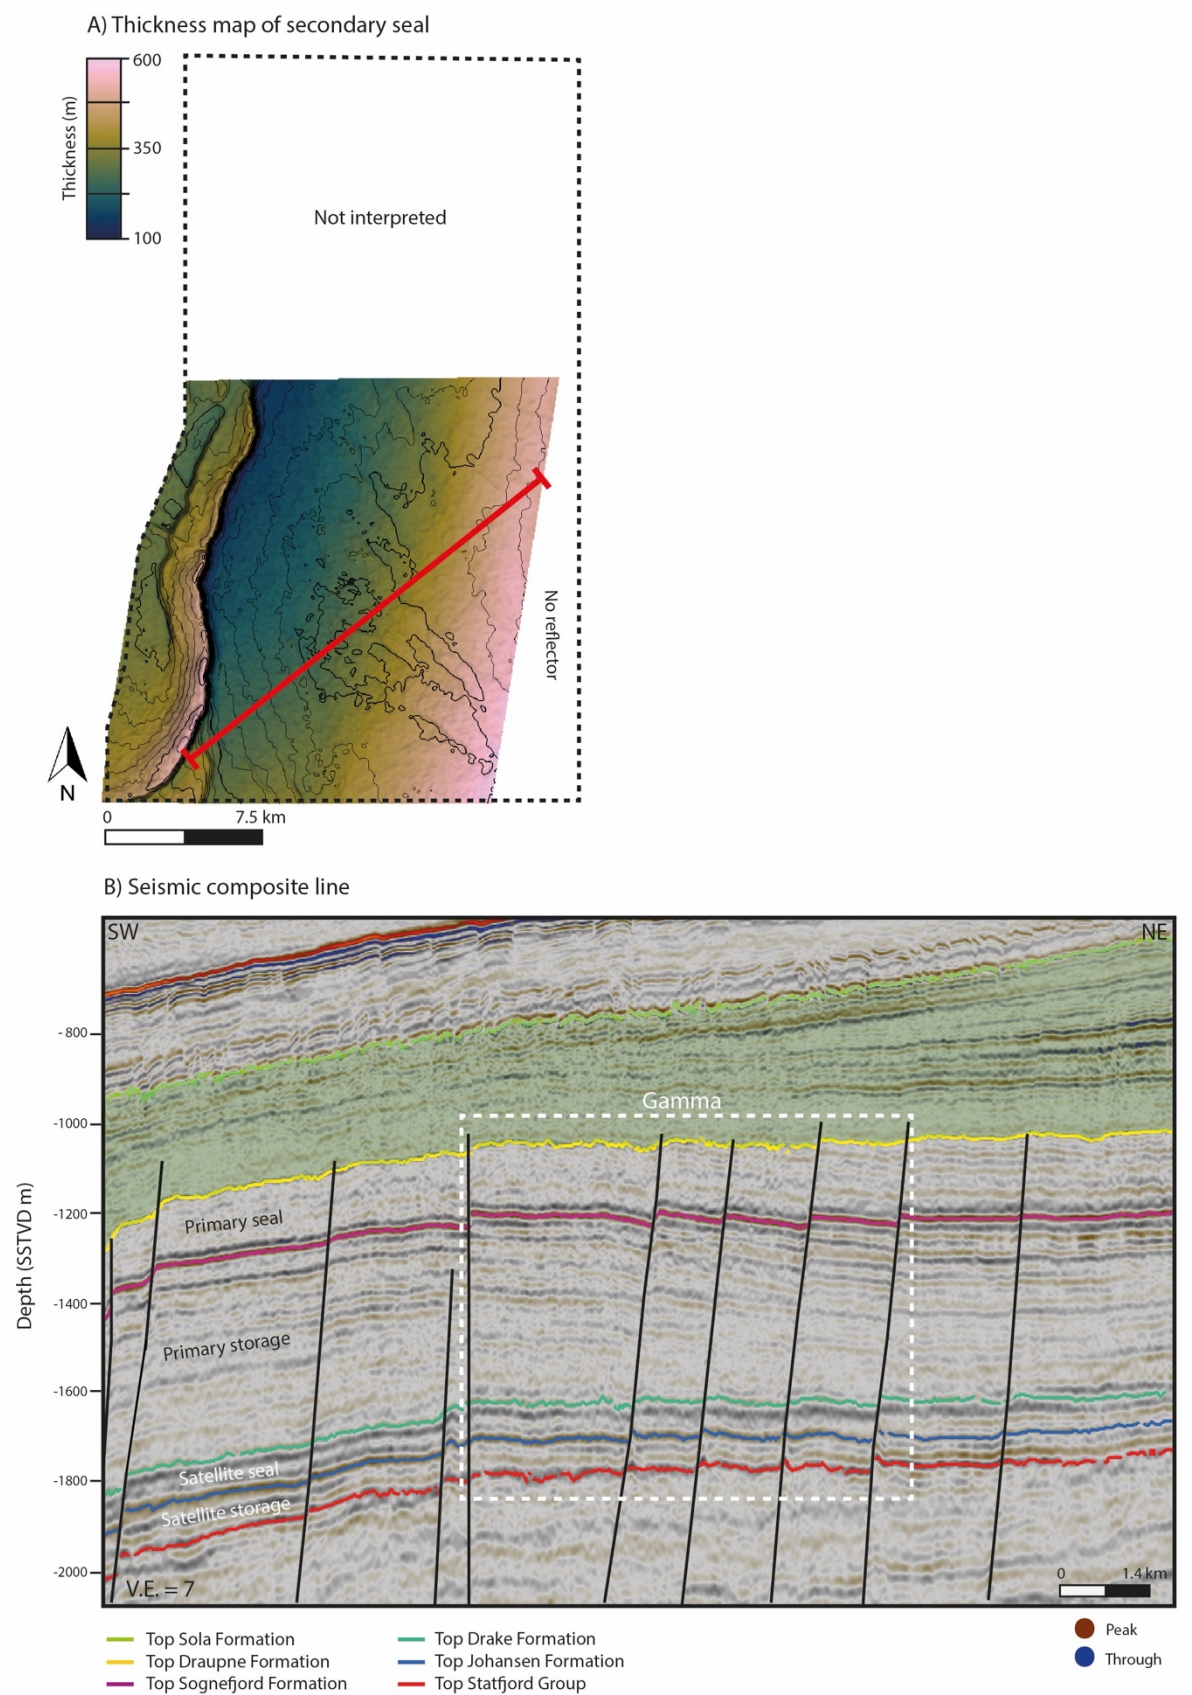 A) Thickness map of secondary seal
600
Thickness (m)
350
100
Not interpreted
No reflector
N
0 7.5 km
B) Seismic composite line
SW NE
- 800
Gamma
-1000
Primary seal
-1200
Depth (SSTVD m)
-1400
Primary storage
-1600
Satellite seal
-1800
Satellite storage
-2000
V.E. = 7
0 1.4 km
Top Sola Formation
Top Draupne Formation
Top Sognefjord Formation
Top Drake Formation
Top Johansen Formation
Top Statfjord Group
Peak
Through